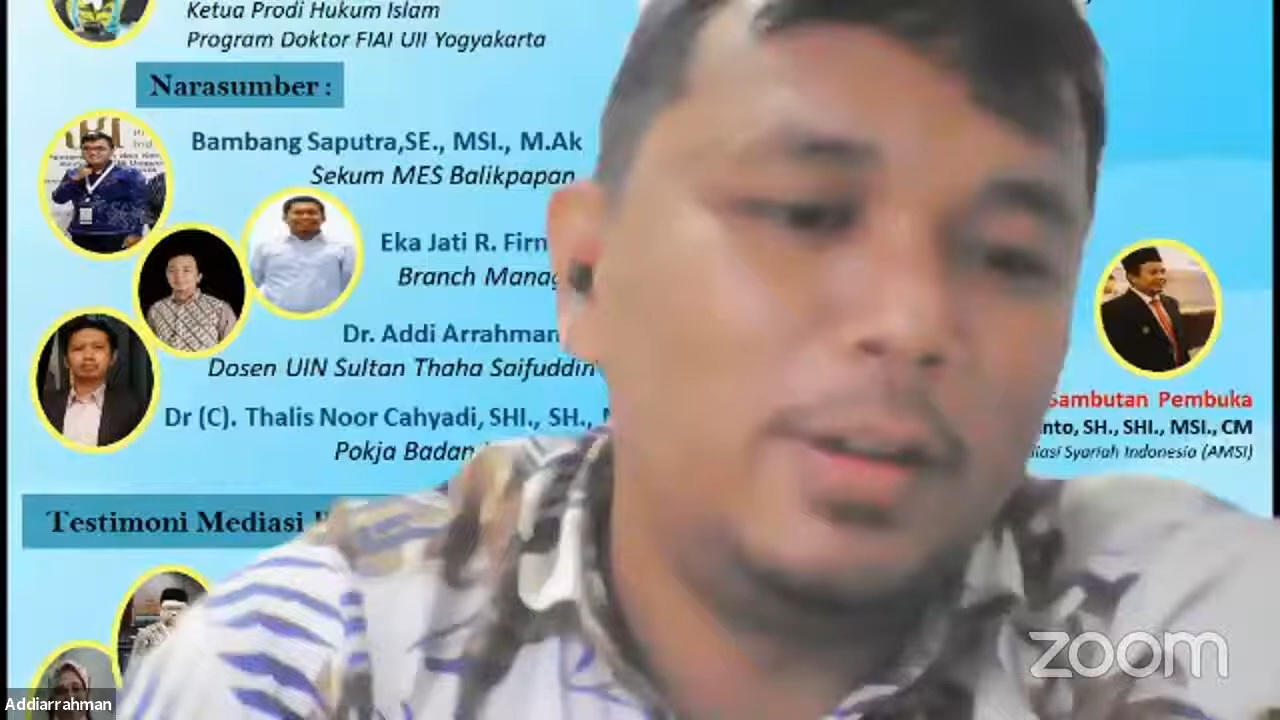 Ketua Prodi Hukum Islam
Program Doktor FIAI UII Yogyakarta
Narasumber :
Bambang Saputra,SE., MSI., M.Ak
Sekum MES Balikpapan
Eka Jati R. Firm
Branch Manag
Dr. Addi Arrahman
Dosen UIN Sultan Thaha Saifuddin
Dr (C). Thalis Noor Cahyadi, SHI., SH.,
Pokja Badan
Sambutan Pembuka
nto, SH., SHI., MSI., CM
iasi Syariah Indonesia (AMSI)
Testimoni Mediasi
zoom
Addiarrahman